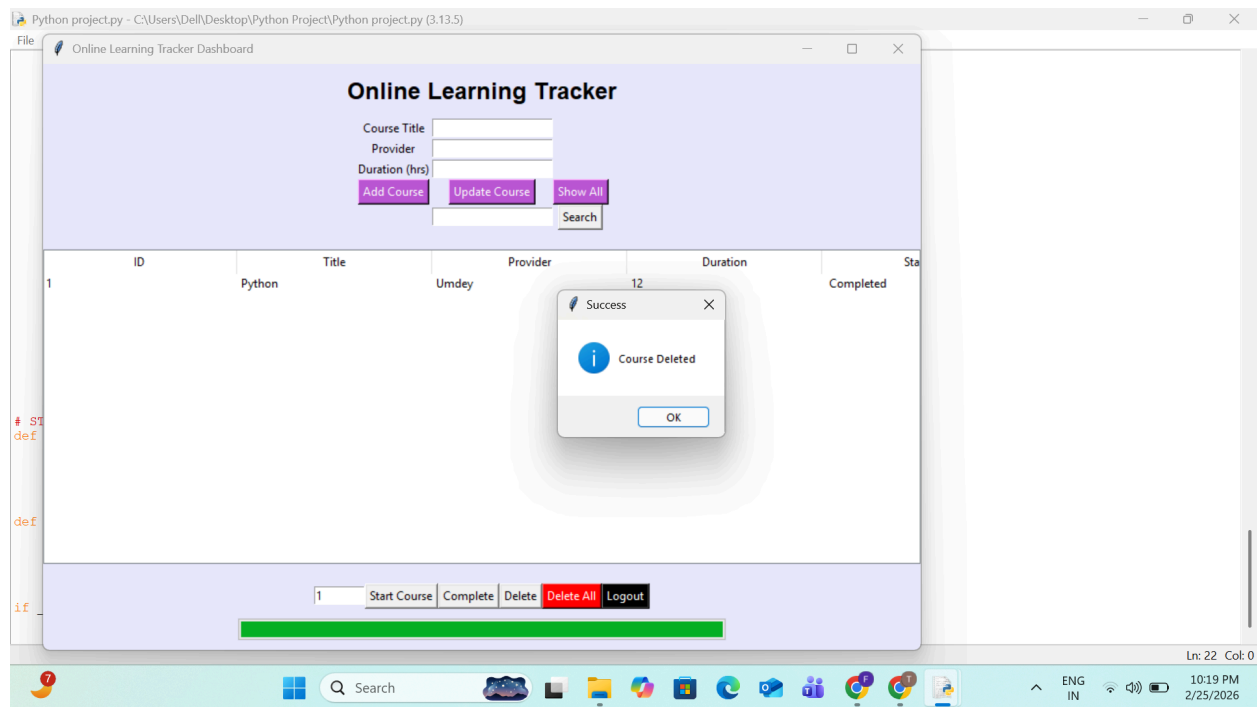 Python project.py - C:\Users\Dell\Desktop\Python Project\Python project.py (3.13.5)
File
Online Learning Tracker Dashboard
Online Learning Tracker
Course Title
Provider
Duration (hrs)
Add Course Update Course Show All
Search
ID Title Provider Duration Sta
1 Python Umdey 12 Completed
Success
Course Deleted
OK
# ST
def
def
if _
1 Start Course Complete Delete Delete All Logout
Ln: 22 Col: 0
7 Search F T ENG 10:19 PM
IN 2/25/2026